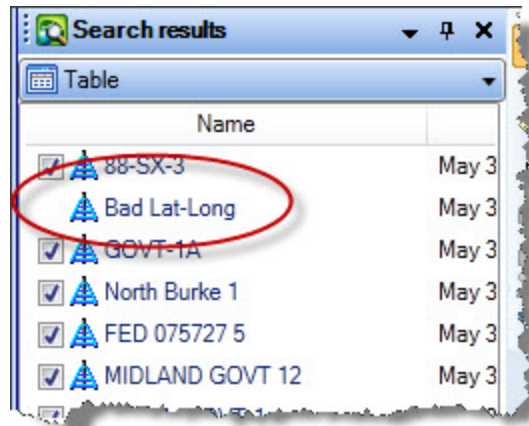 Search results
Table
Name
88-SX-3 May 3
Bad Lat-Long May 3
GOVT-1A May 3
North Burke 1 May 3
FED 075727 5 May 3
MIDLAND GOVT 12 May 3